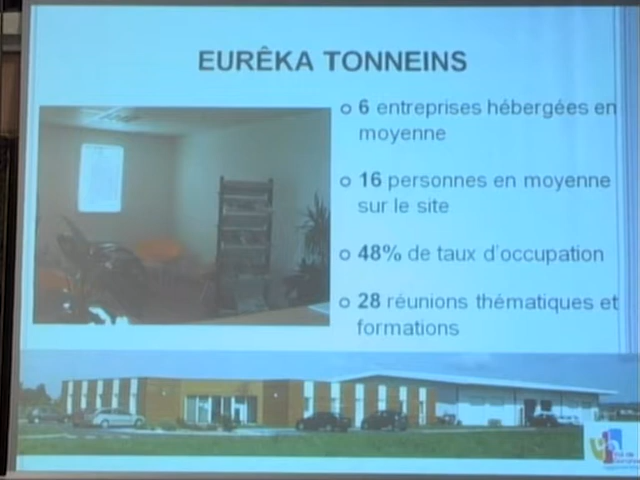 EURÊKA TONNEINS
o 6 entreprises hébergées en
moyenne
o 16 personnes en moyenne
sur le site
o 48% de taux d'occupation
o 28 réunions thématiques et
formations